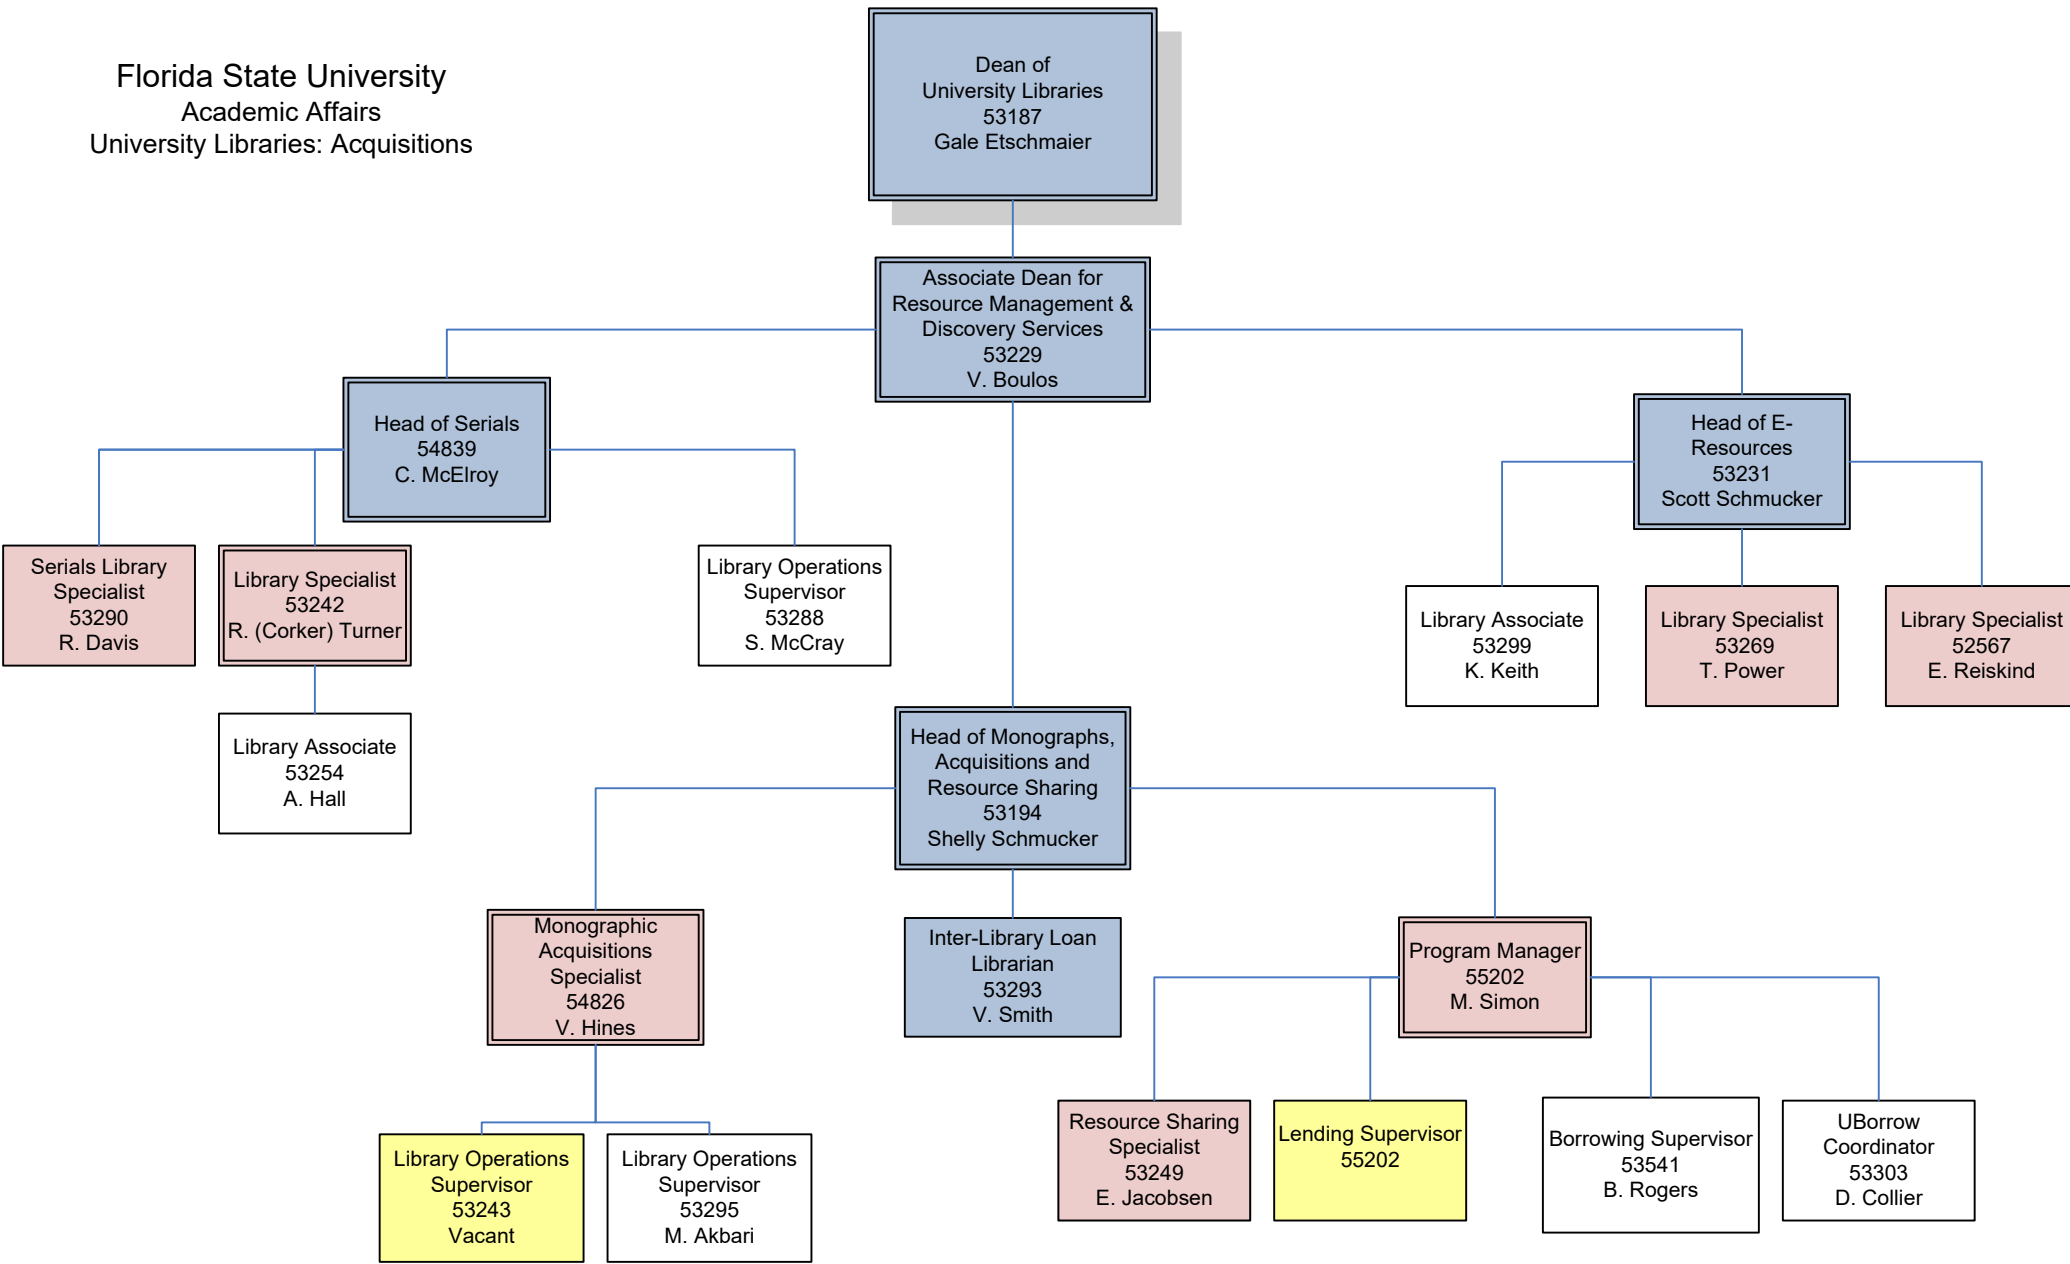 Florida State University
Academic Affairs
University Libraries: Acquisitions
Dean of
University Libraries
53187
Gale Etschmaier
Associate Dean for
Resource Management &
Discovery Services
53229
V. Boulos
Head of Serials
54839
C. McElroy
Head of E-
Resources
53231
Scott Schmucker
Serials Library
Specialist
53290
R. Davis
Library Specialist
53242
R. (Corker) Turner
Library Operations
Supervisor
53288
S. McCray
Library Associate
53299
K. Keith
Library Specialist
53269
T. Power
Library Specialist
52567
E. Reiskind
Library Associate
53254
A. Hall
Head of Monographs,
Acquisitions and
Resource Sharing
53194
Shelly Schmucker
Monographic
Acquisitions
Specialist
54826
V. Hines
Inter-Library Loan
Librarian
53293
V. Smith
Program Manager
55202
M. Simon
Resource Sharing
Specialist
53249
E. Jacobsen
Lending Supervisor
55202
Borrowing Supervisor
53541
B. Rogers
UBorrow
Coordinator
53303
D. Collier
Library Operations
Supervisor
53243
Vacant
Library Operations
Supervisor
53295
M. Akbari